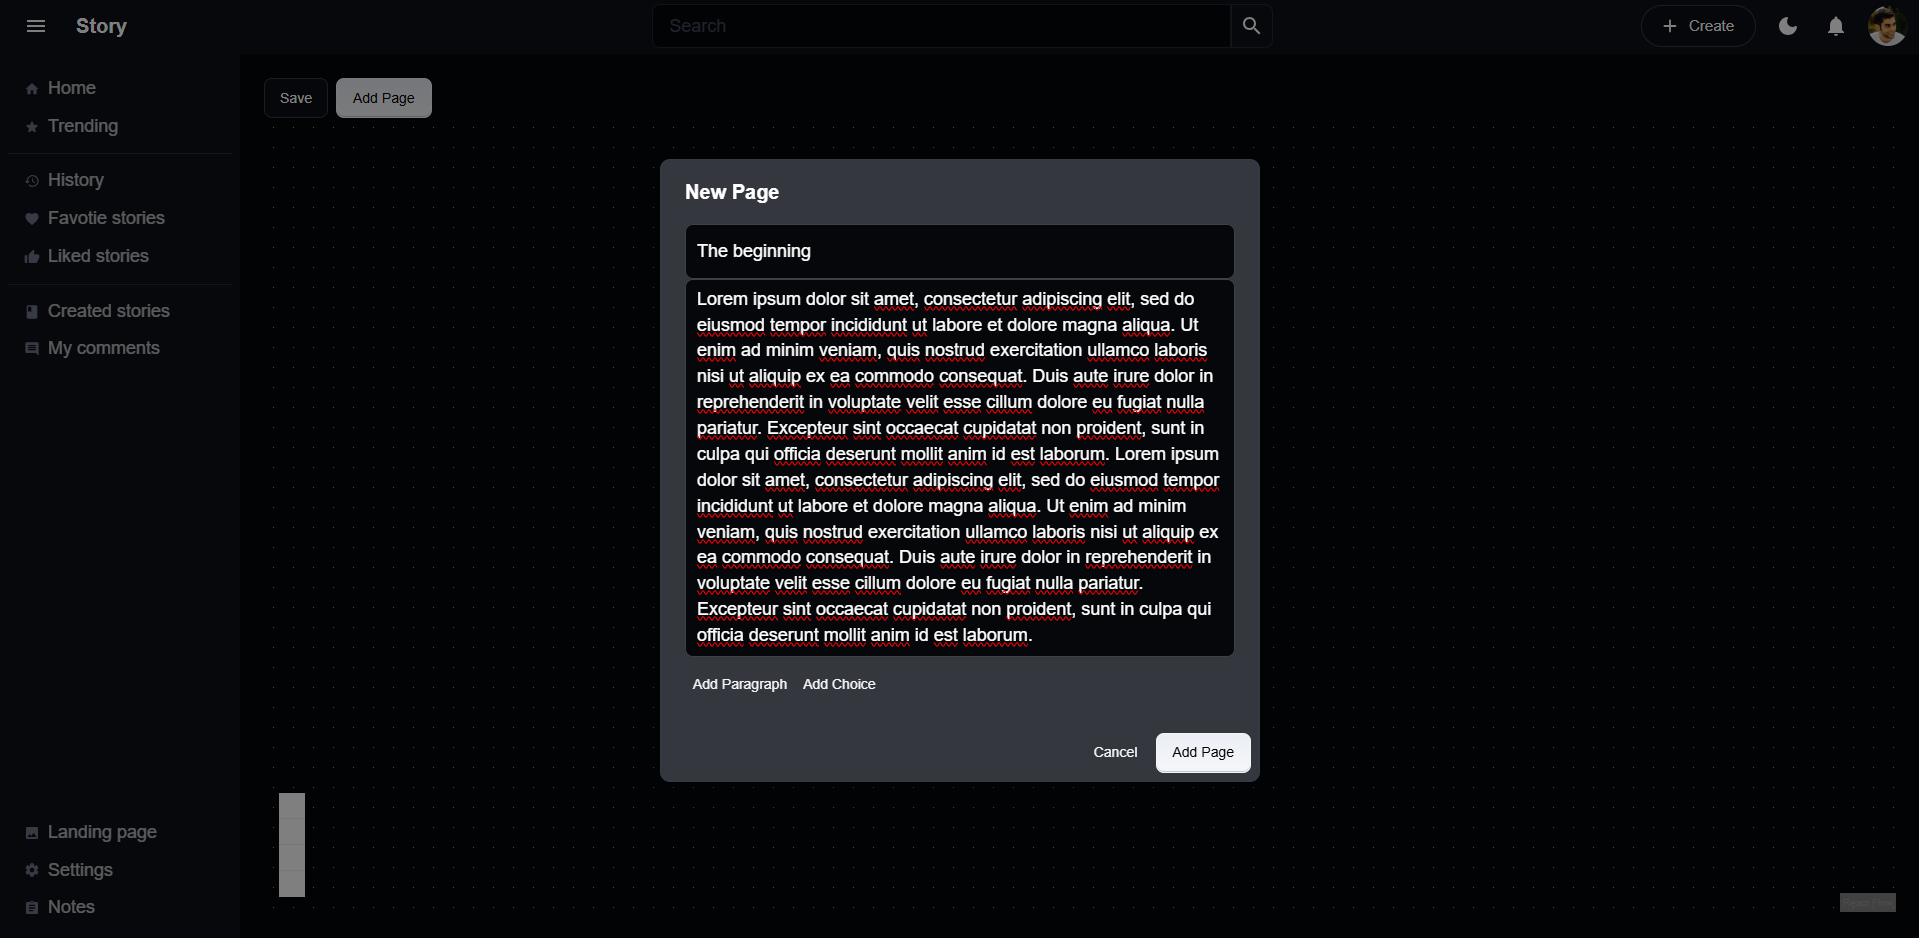 Story
Search
Create
Home
Trending
History
Favotie stories
Liked stories
Created stories
My comments
Landing page
Settings
Notes
Save
Add Page
New Page
The beginning
Lorem ipsum dolor sit amet, consectetur adipiscing elit, sed do
eiusmod tempor incididunt ut labore et dolore magna aliqua. Ut
enim ad minim veniam, quis nostrud exercitation ullamco laboris
nisi ut aliquip ex ea commodo consequat. Duis aute irure dolor in
reprehenderit in voluptate velit esse cillum dolore eu fugiat nulla
pariatur. Excepteur sint occaecat cupidatat non proident, sunt in
culpa qui officia deserunt mollit anim id est laborum. Lorem ipsum
dolor sit amet, consectetur adipiscing elit, sed do eiusmod tempor
incididunt ut labore et dolore magna aliqua. Ut enim ad minim
veniam, quis nostrud exercitation ullamco laboris nisi ut aliquip ex
ea commodo consequat. Duis aute irure dolor in reprehenderit in
voluptate velit esse cillum dolore eu fugiat nulla pariatur.
Excepteur sint occaecat cupidatat non proident, sunt in culpa qui
officia deserunt mollit anim id est laborum.
Add Paragraph Add Choice
Cancel
Add Page
React Flow